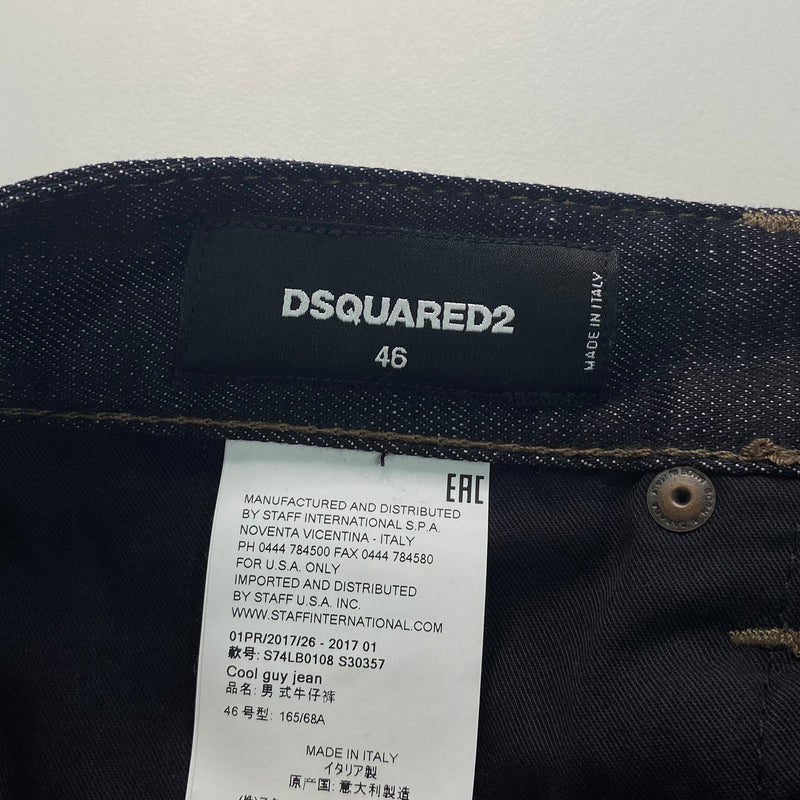 DSQUARED2
46
MADE IN ITALY
EAC
MANUFACTURED AND DISTRIBUTED
BY STAFF INTERNATIONAL S.P.A.
NOVENTA VICENTINA - ITALY
PH 0444 784500 FAX 0444 784580
FOR U.S.A. ONLY
IMPORTED AND DISTRIBUTED
BY STAFF U.S.A. INC.
WWW.STAFFINTERNATIONAL.COM
01PR/2017/26 - 2017 01
款号: S74LB0108 S30357
Cool guy jean
品名: 男 式牛仔裤
46 号型: 165/68A
MADE IN ITALY
イタリア製
原产国: 意大利製造